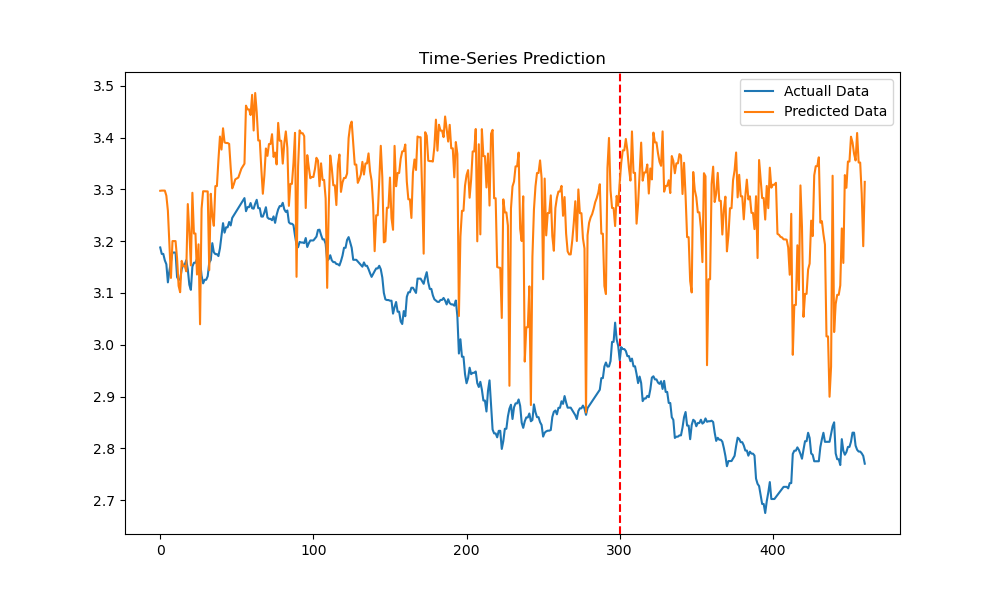 Time-Series Prediction
Actuall Data
Predicted Data
3.5
3.4
3.3
3.2
3.1
3.0
2.9
2.8
2.7
0 100 200 300 400